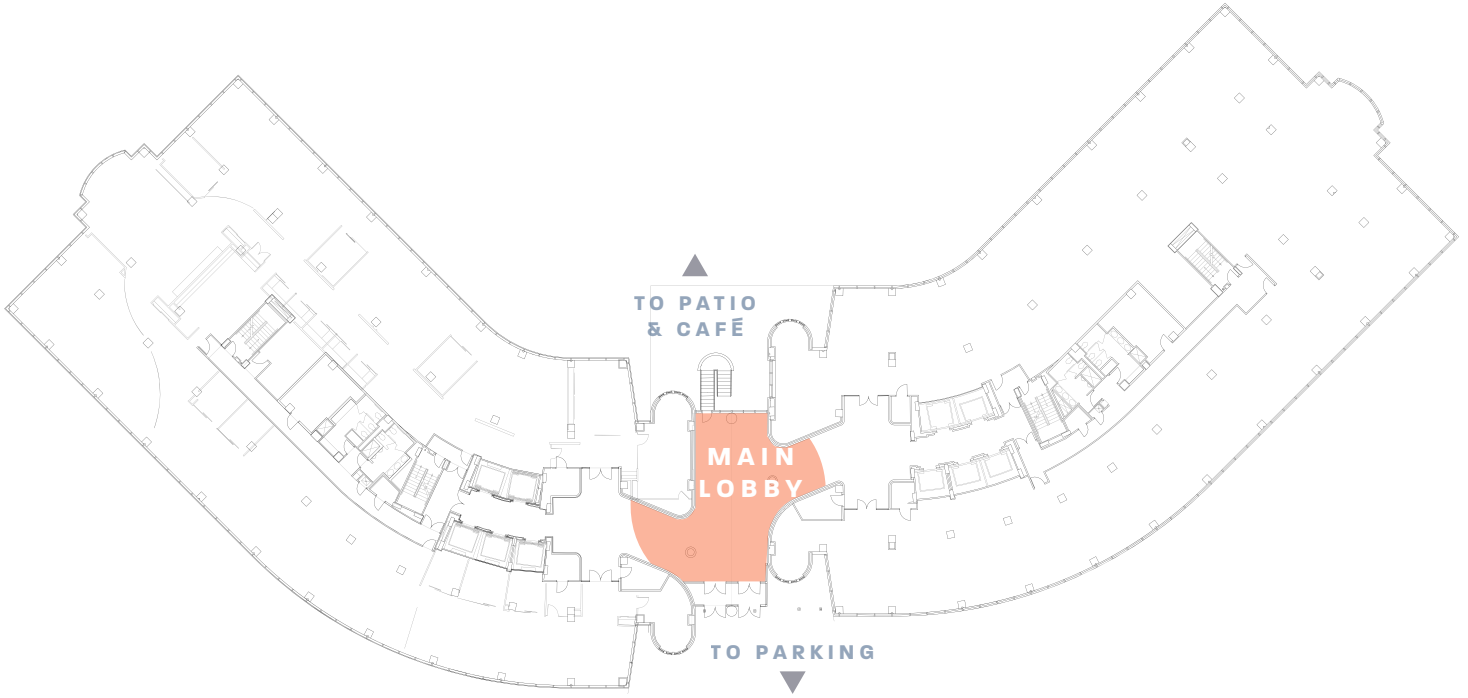 TO PATIO
& CAFÉ
MAIN
LOBBY
TO PARKING